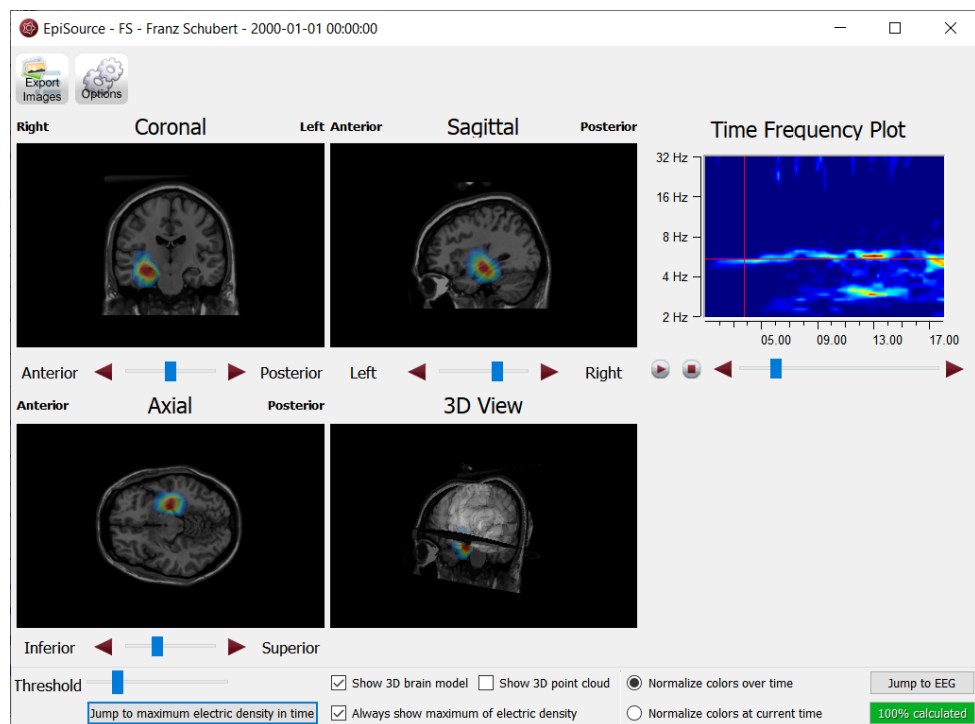 EpiSource - FS - Franz Schubert - 2000-01-01 00:00:00
Export
Images
Options
Right Coronal Left
Anterior Sagittal Posterior
Time Frequency Plot
32 Hz
16 Hz
8 Hz
4 Hz
2 Hz
05.00 09.00 13.00 17.00
Anterior Posterior
Left Right
Anterior Axial Posterior
3D View
Inferior Superior
Threshold
Jump to maximum electric density in time
Show 3D brain model Show 3D point cloud
Always show maximum of electric density
Normalize colors over time
Normalize colors at current time
Jump to EEG
100% calculated